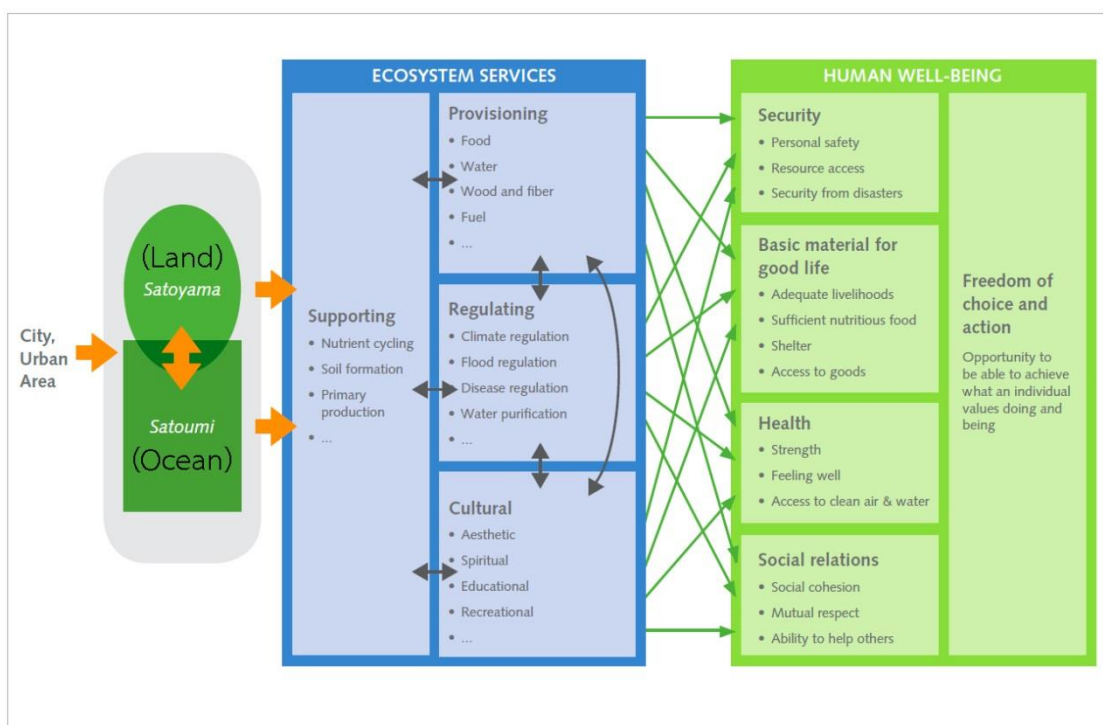 City,
Urban
Area
(Land)
Satoyama
Satoumi
(Ocean)
ECOSYSTEM SERVICES
Supporting
• Nutrient cycling
• Soil formation
• Primary
production
• ...
Provisioning
• Food
• Water
• Wood and fiber
• Fuel
• ...
Regulating
• Climate regulation
• Flood regulation
• Disease regulation
• Water purification
• ...
Cultural
• Aesthetic
• Spiritual
• Educational
• Recreational
• ...
HUMAN WELL-BEING
Security
• Personal safety
• Resource access
• Security from disasters
Basic material for
good life
• Adequate livelihoods
• Sufficient nutritious food
• Shelter
• Access to goods
Health
• Strength
• Feeling well
• Access to clean air & water
Social relations
• Social cohesion
• Mutual respect
• Ability to help others
Freedom of
choice and
action
Opportunity to
be able to achieve
what an individual
values doing and
being